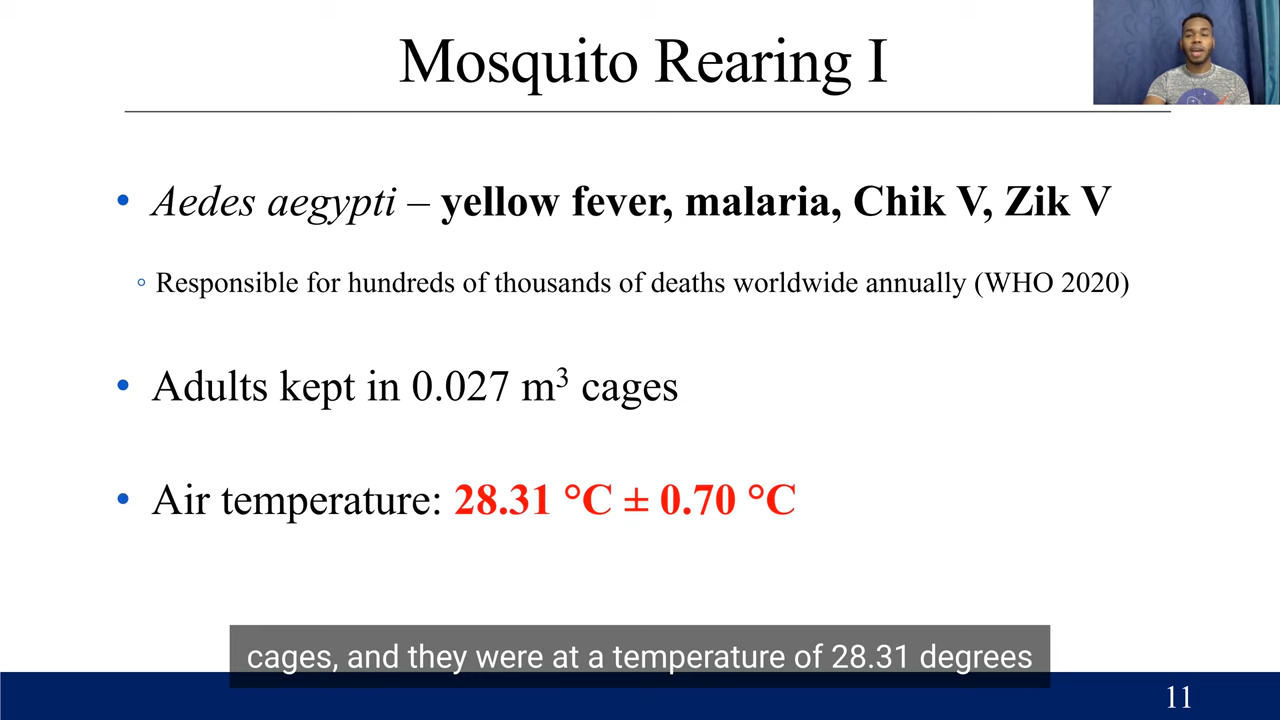 Mosquito Rearing I
• Aedes aegypti – yellow fever, malaria, Chik V, Zik V
◦ Responsible for hundreds of thousands of deaths worldwide annually (WHO 2020)
• Adults kept in 0.027 m³ cages
• Air temperature: 28.31 °C ± 0.70 °C
cages, and they were at a temperature of 28.31 degrees
11